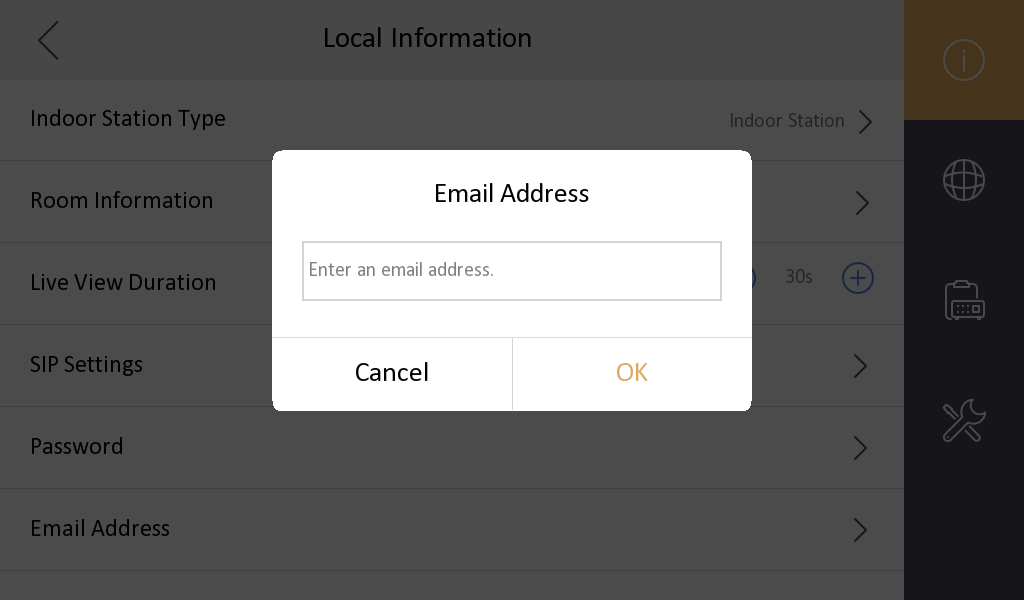 Local Information
Indoor Station Type
Indoor Station
Room Information
Email Address
Enter an email address.
Live View Duration
30s
SIP Settings
Cancel
OK
Password
Email Address